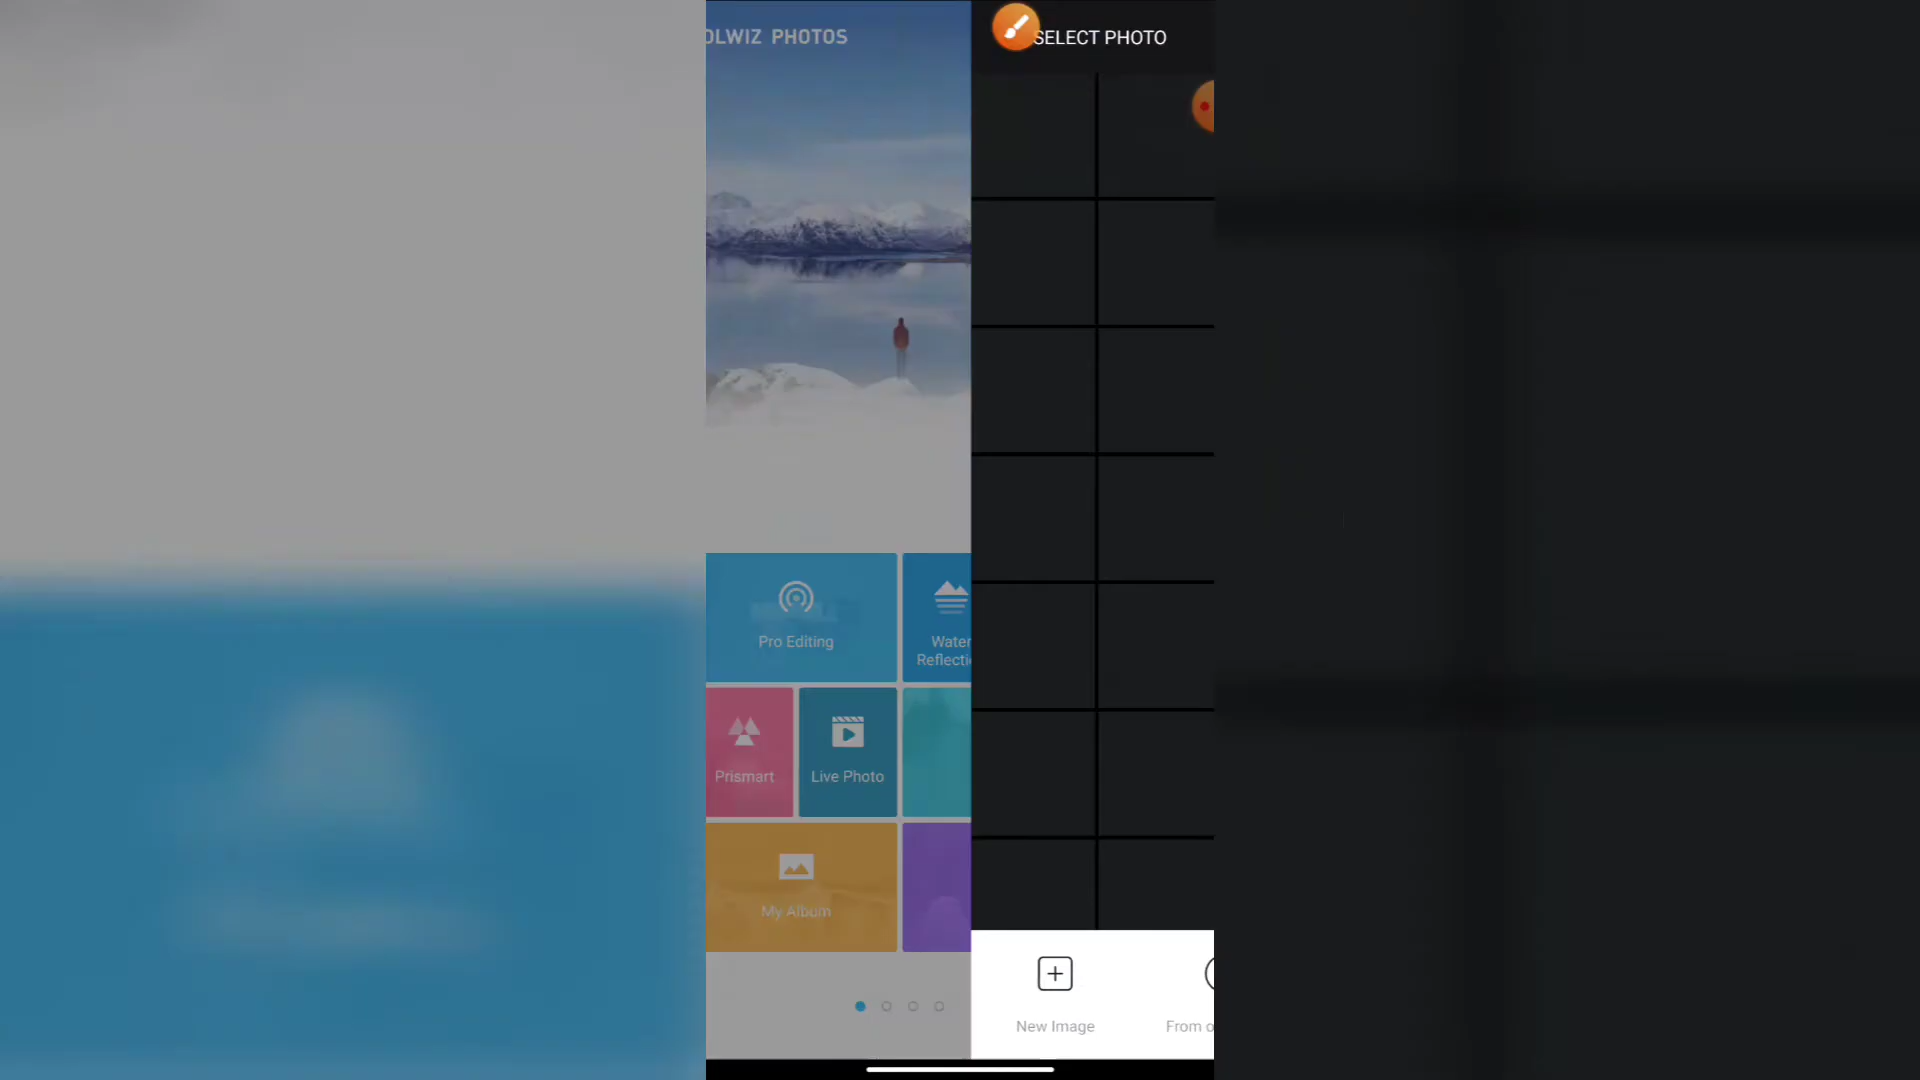 OLWIZ PHOTOS
SELECT PHOTO
Pro Editing
Water
Reflecti
Prismart
Live Photo
My Album
New Image
From o